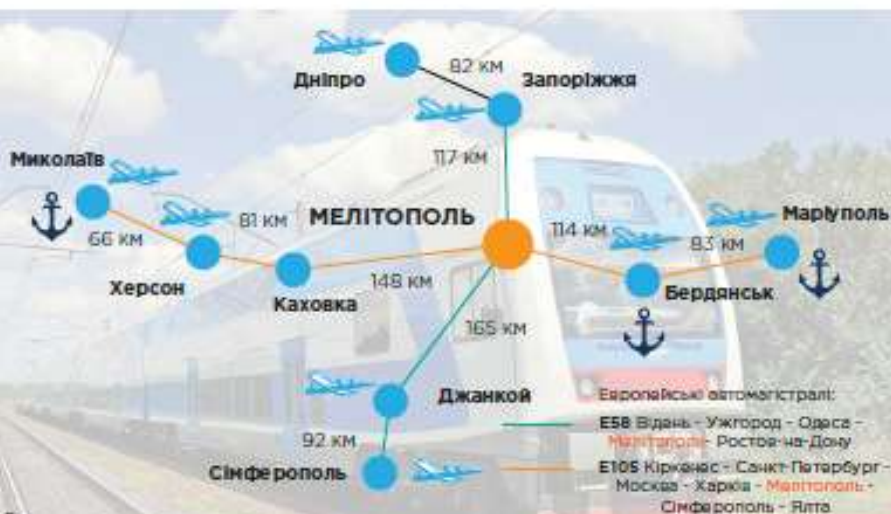 Дніпро
82 км
Запоріжжя
117 км
Миколаїв
66 км
81 км
МЕЛІТОПОЛЬ
114 км
83 км
Маріуполь
Херсон
Каховка
148 км
Бердянськ
165 км
Джанкой
92 км
Сімферополь
Європейські автомагістралі:
E58 Відень - Ужгород - Одеса -
Мелітополь - Ростов-на-Дону
E105 Кіркенес - Санкт-Петербург -
Москва - Харків - Мелітополь -
Сімферополь - Ялта